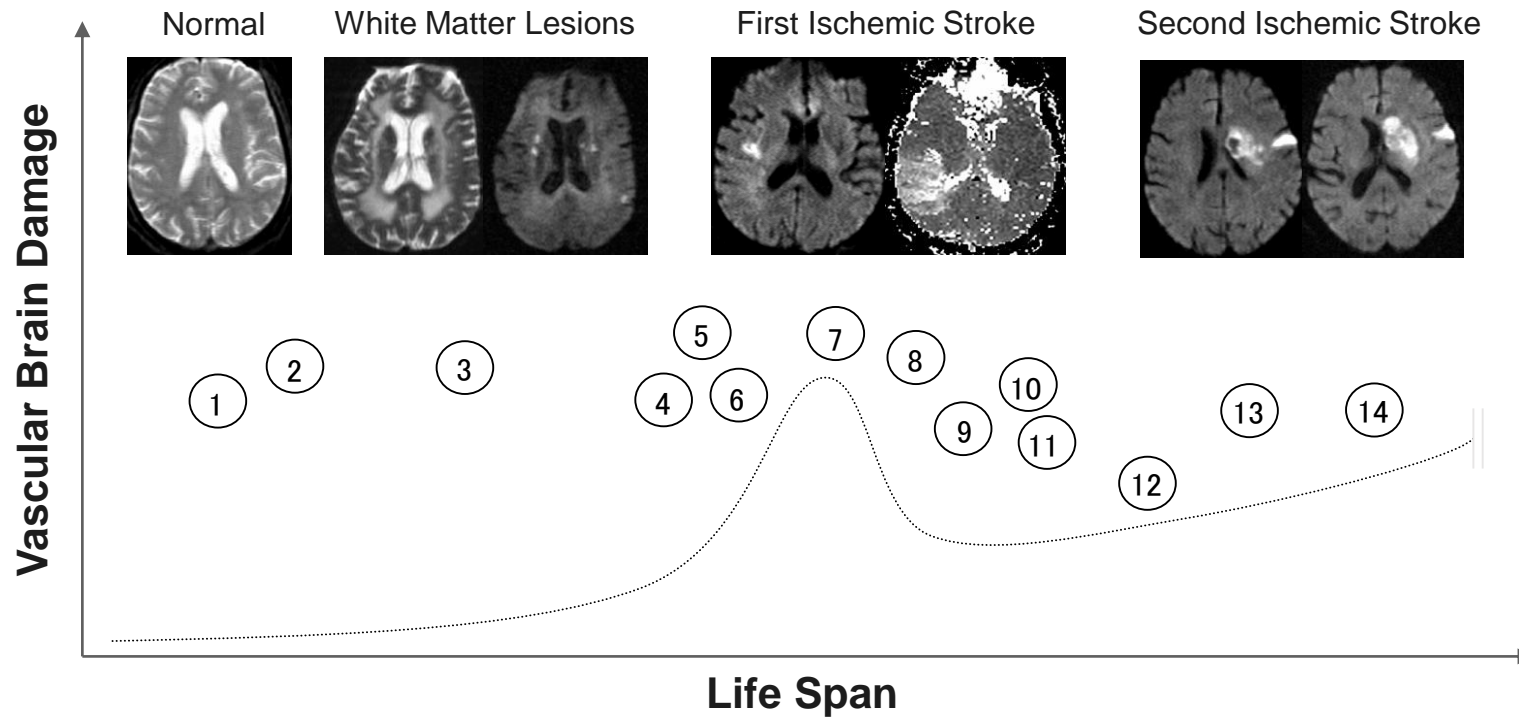 Normal
White Matter Lesions
First Ischemic Stroke
Second Ischemic Stroke
Vascular Brain Damage
1
2
3
4
5
6
7
8
9
10
11
12
13
14
Life Span